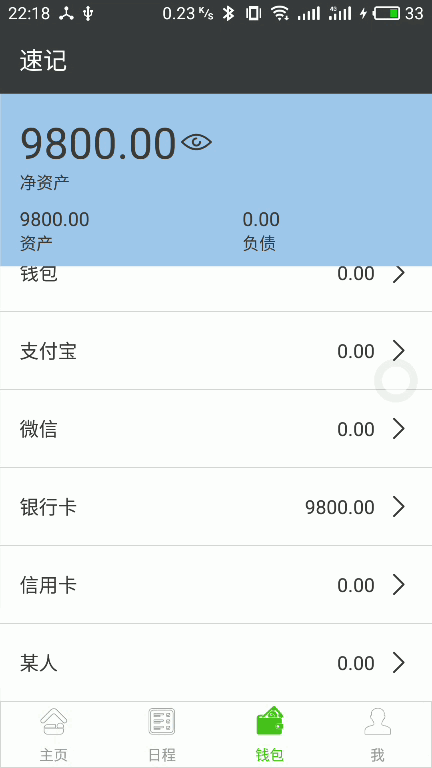 22:18 0.23 K/s 4G 33
速记
9800.00
净资产
9800.00 0.00
资产 负债
钱包 0.00
支付宝 0.00
微信 0.00
银行卡 9800.00
信用卡 0.00
某人 0.00
主页 日程 钱包 我